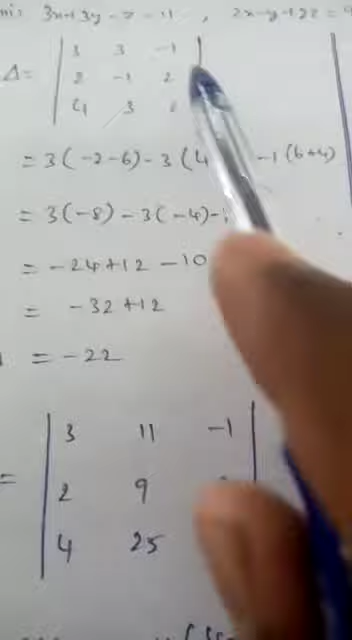 3x+3y-z=11, 2x-y+2z=9
Δ= | 3 3 -1 |
2 -1 2
4 3
= 3(-2-6)-3(4 -1(6+4)
= 3(-8)-3(-4)-
= -24+12-10
= -32+12
= -22
= | 3 11 -1 |
2 9
4 25